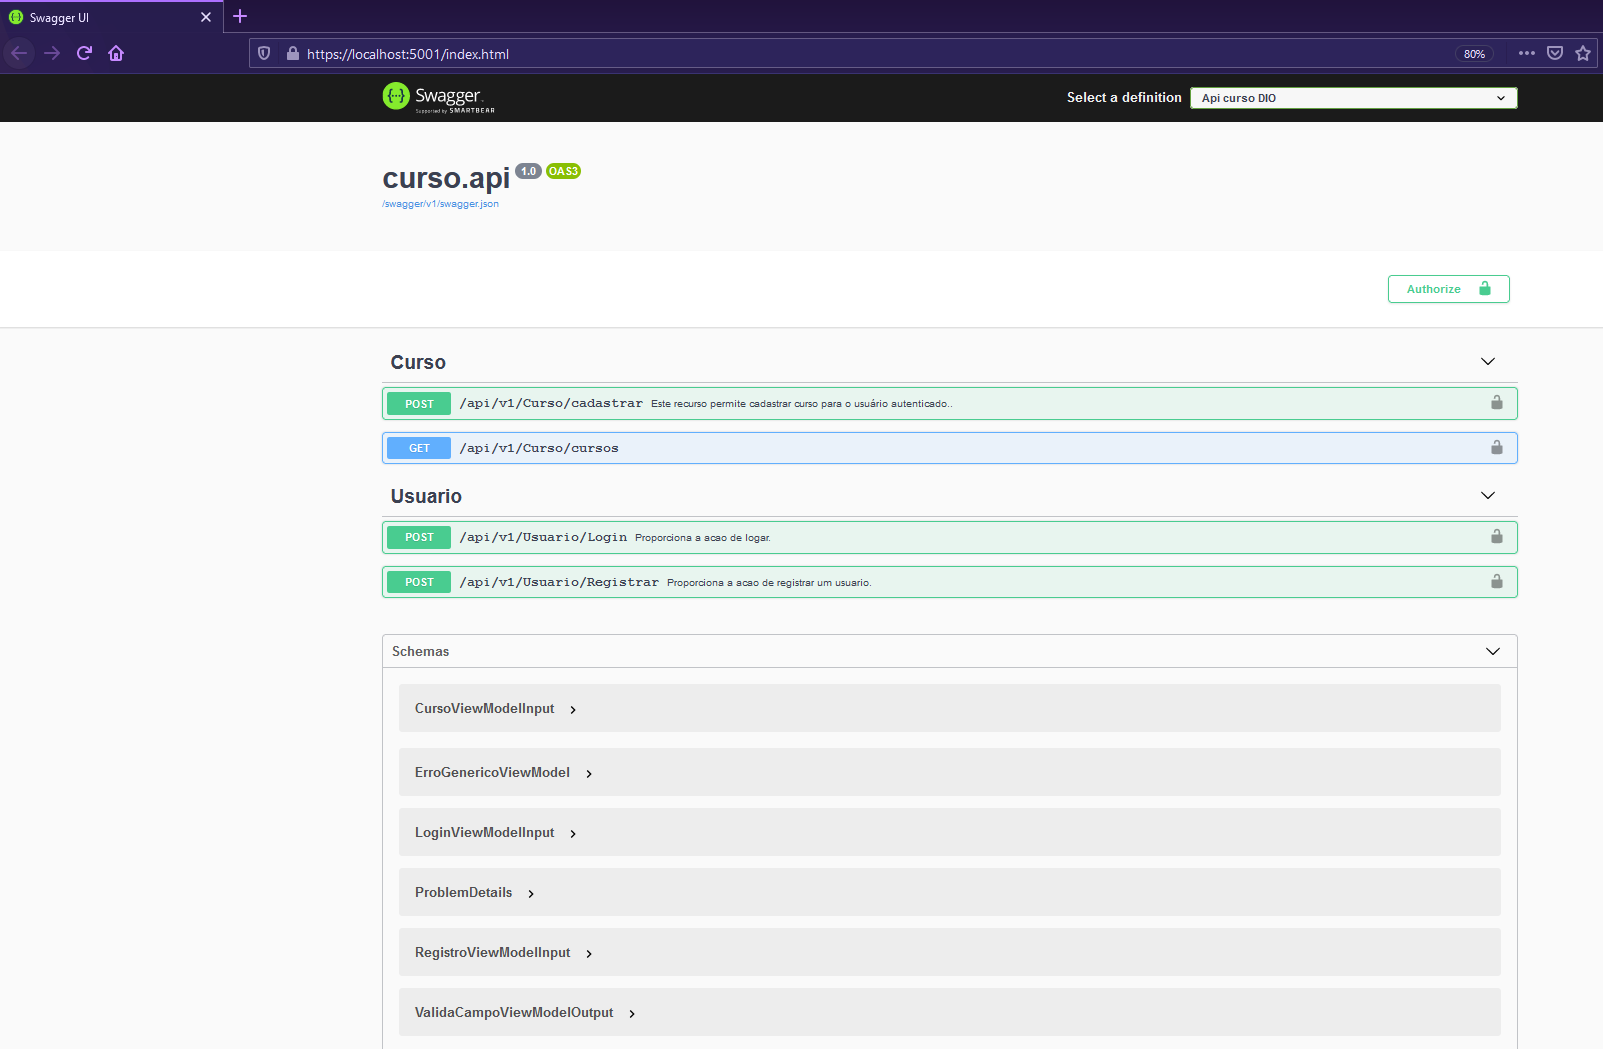 Swagger UI
https://localhost:5001/index.html
80%
Swagger
Supported by SMARTBEAR
Select a definition
Api curso DIO
curso.api 1.0 OAS3
/swagger/v1/swagger.json
Authorize
Curso
POST /api/v1/Curso/cadastrar Este recurso permite cadastrar curso para o usuário autenticado..
GET /api/v1/Curso/cursos
Usuario
POST /api/v1/Usuario/Login Proporciona a acao de logar.
POST /api/v1/Usuario/Registrar Proporciona a acao de registrar um usuario.
Schemas
CursoViewModelInput
ErroGenericoViewModel
LoginViewModelInput
ProblemDetails
RegistroViewModelInput
ValidaCampoViewModelOutput